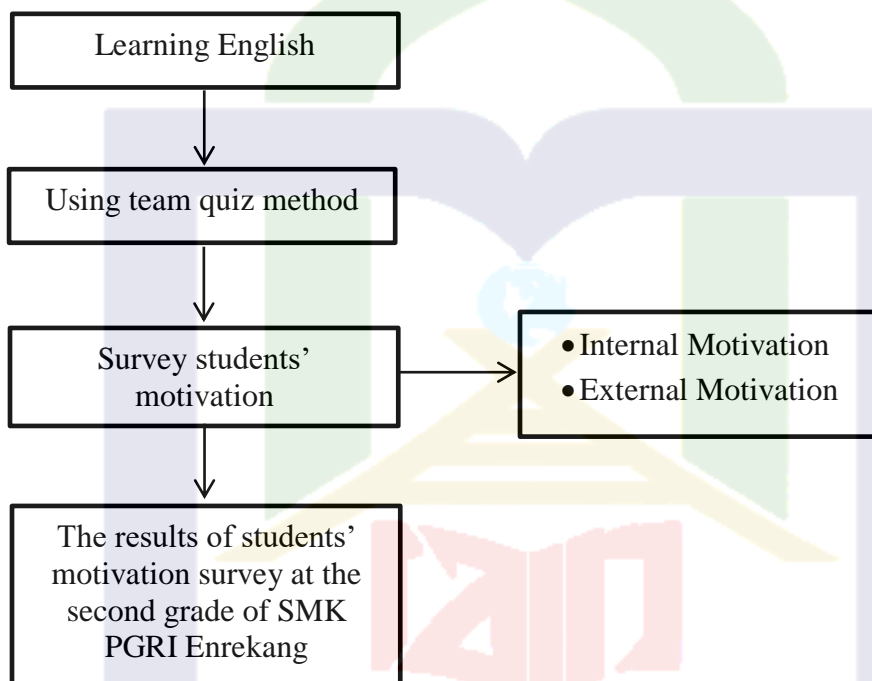 Learning English
Using team quiz method
Survey students’
motivation
•Internal Motivation
•External Motivation
The results of students’
motivation survey at the
second grade of SMK
PGRI Enrekang
iain